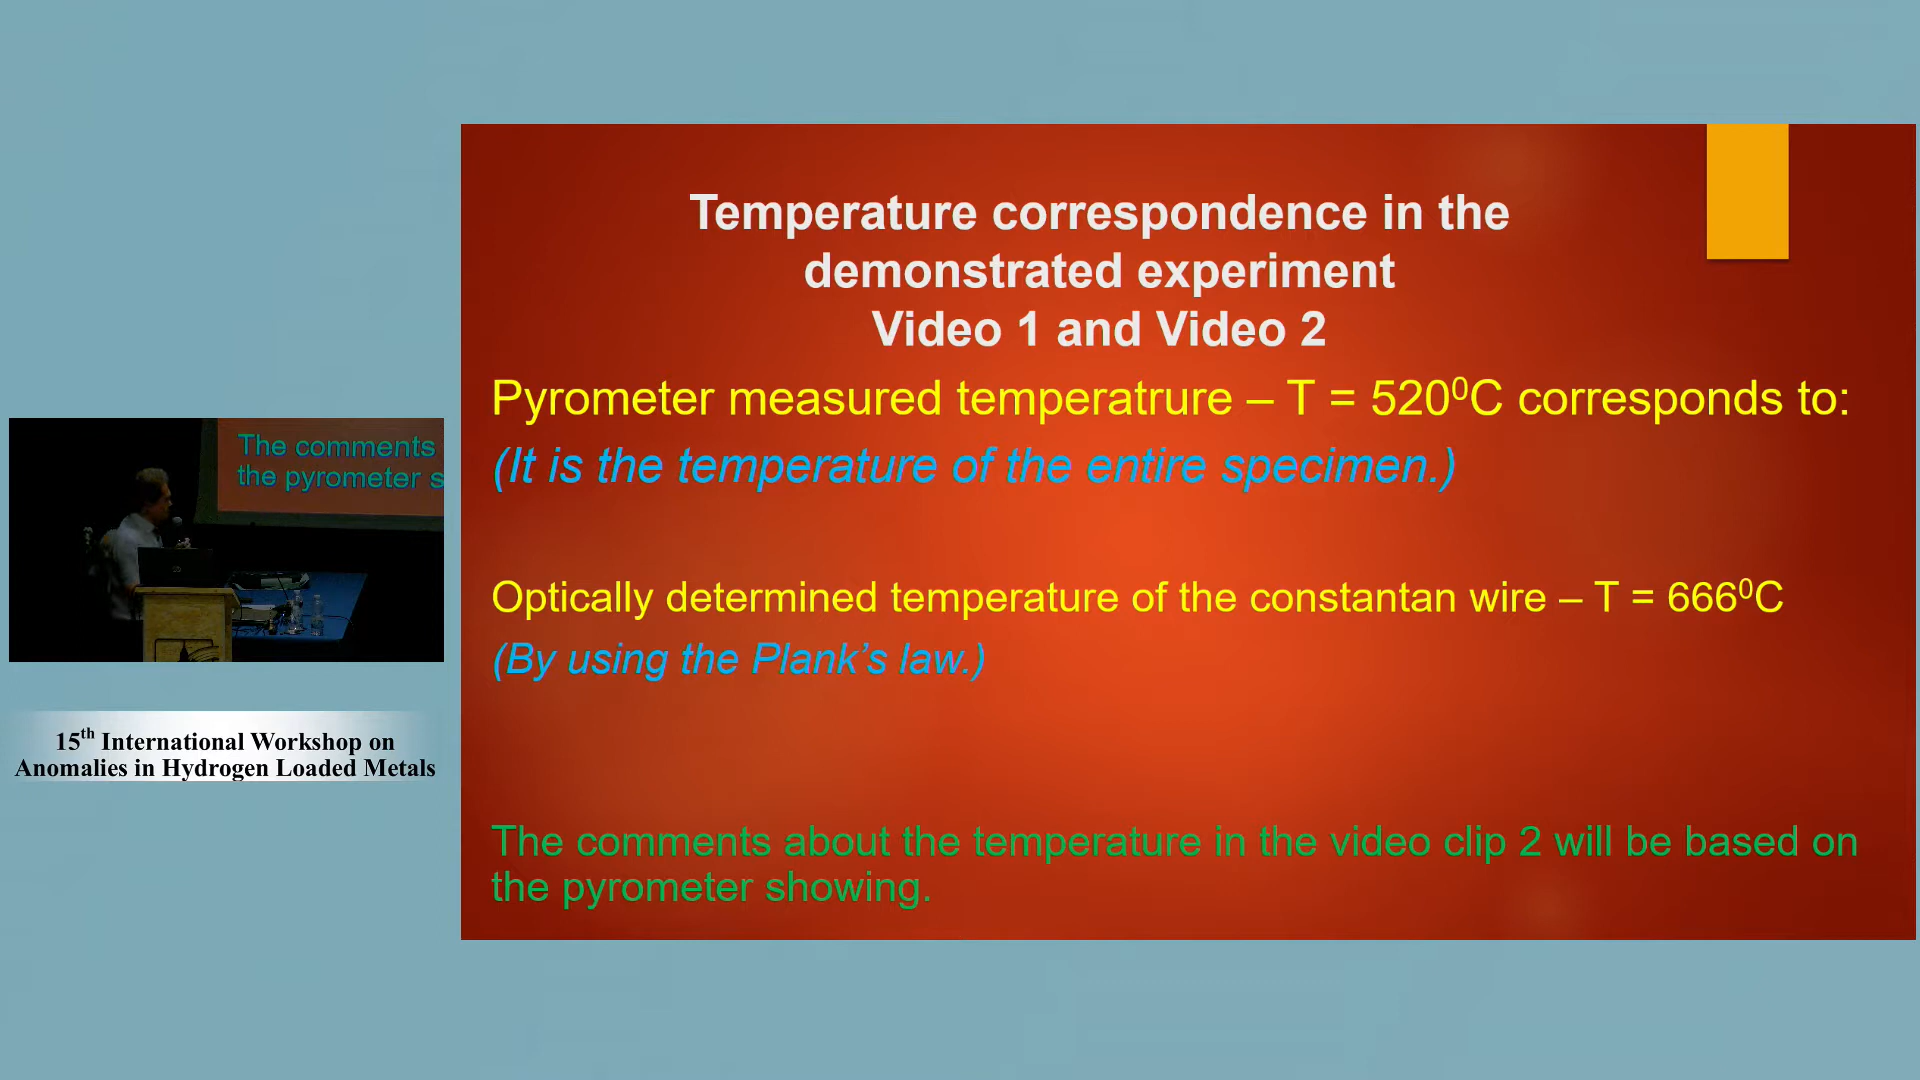 Temperature correspondence in the
demonstrated experiment
Video 1 and Video 2
Pyrometer measured temperatrure – T = 520⁰C corresponds to:
(It is the temperature of the entire specimen.)
Optically determined temperature of the constantan wire – T = 666⁰C
(By using the Plank’s law.)
The comments about the temperature in the video clip 2 will be based on
the pyrometer showing.
The comments
the pyrometer s
15th International Workshop on
Anomalies in Hydrogen Loaded Metals